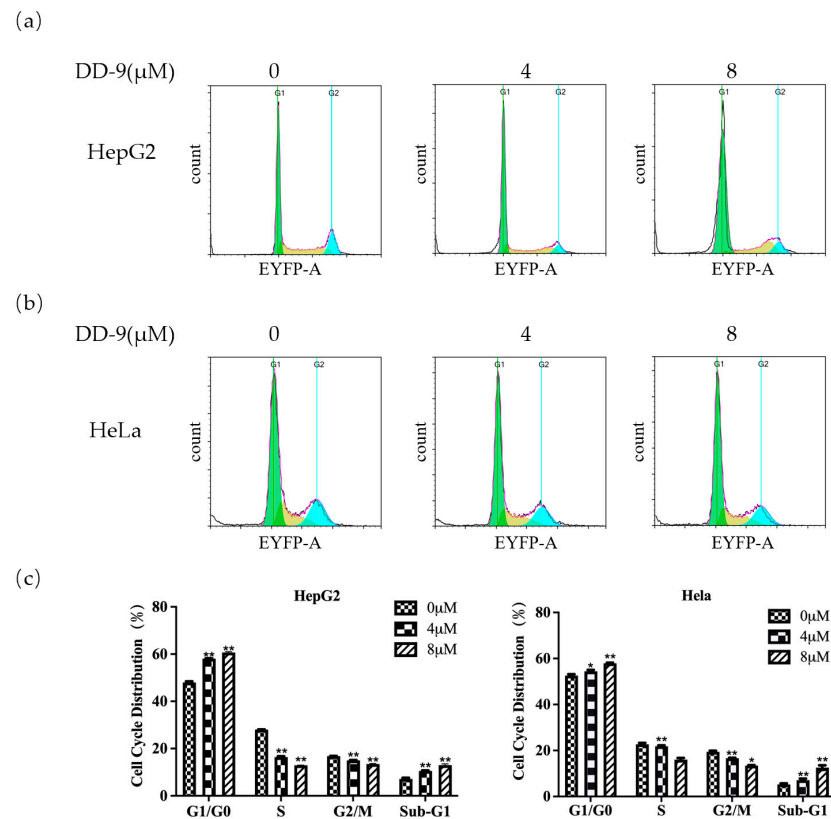 (a)
DD-9(μM) 0 4 8
G1 G2 G1 G2 G1 G2
HepG2
count count count
EYFP-A EYFP-A EYFP-A
(b)
DD-9(μM) 0 4 8
G1 G2 G1 G2 G1 G2
HeLa
count count count
EYFP-A EYFP-A EYFP-A
(c)
HepG2
Cell Cycle Distribution (%)
80
60
40
20
0
0μM
4μM
8μM
** **
** **
** **
** **
G1/G0 S G2/M Sub-G1
Hela
Cell Cycle Distribution (%)
80
60
40
20
0
0μM
4μM
8μM
* **
**
** *
** **
G1/G0 S G2/M Sub-G1